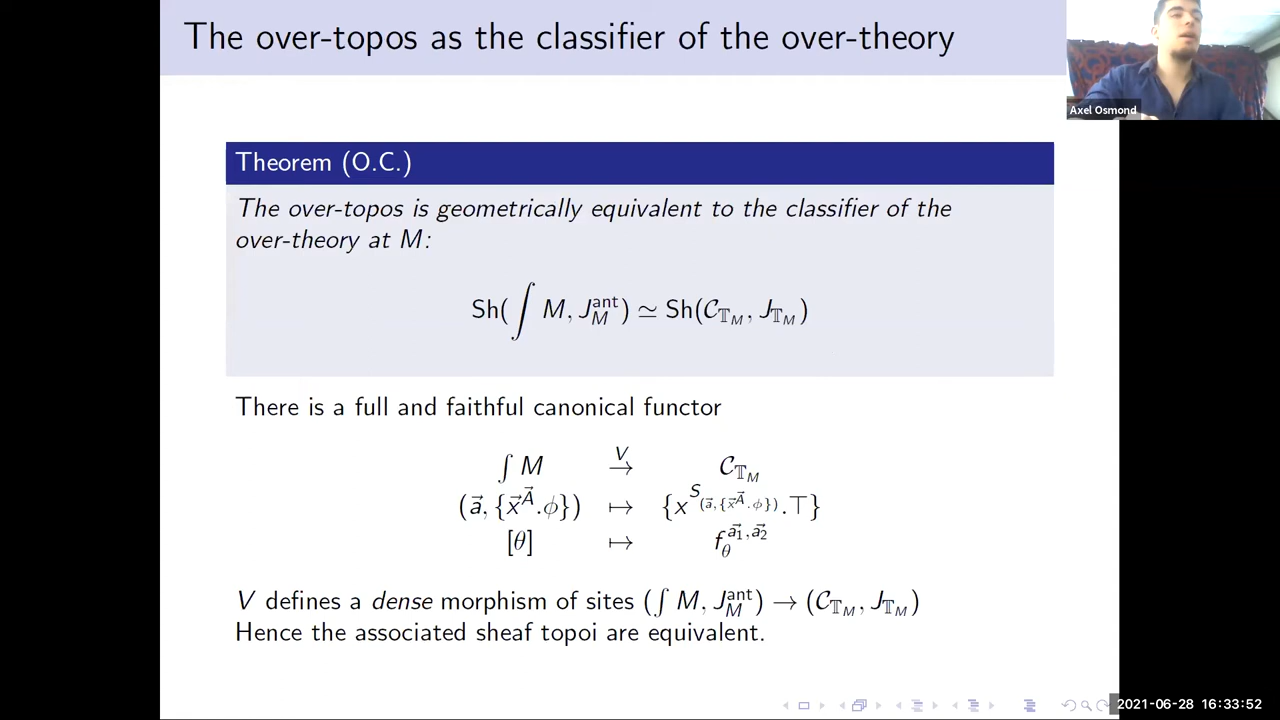 The over-topos as the classifier of the over-theory
Axel Osmond
Theorem (O.C.)
The over-topos is geometrically equivalent to the classifier of the
over-theory at M:
Sh(∫ M, J_M^ant) ≃ Sh(𝒞_{𝕋_M}, J_{𝕋_M})
There is a full and faithful canonical functor
∫ M →^V 𝒞_{𝕋_M}
(a⃗, {x⃗^A⃗.ϕ}) ↦ {x^{S_{(a⃗, {x⃗^A⃗.ϕ})}}.⊤}
[θ] ↦ f_θ^{a⃗_1, a⃗_2}
V defines a dense morphism of sites (∫ M, J_M^ant) → (𝒞_{𝕋_M}, J_{𝕋_M})
Hence the associated sheaf topoi are equivalent.
2021-06-28 16:33:52